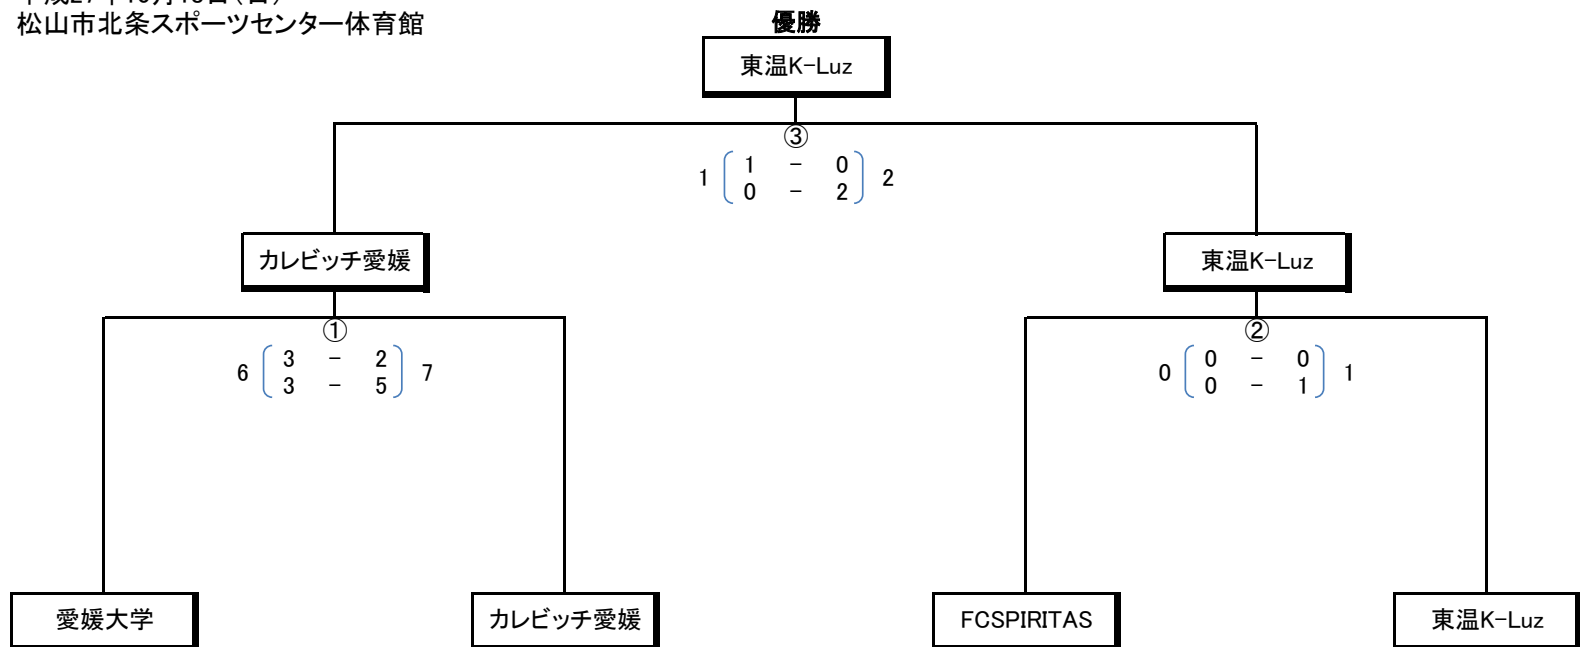 松山市北条スポーツセンター体育館
優勝
東温K-Luz
③
1 1 - 0 2
0 - 2
カレビッチ愛媛
東温K-Luz
①
②
6 3 - 2 7
3 - 5
0 0 - 0 1
0 - 1
愛媛大学
カレビッチ愛媛
FCSPIRITAS
東温K-Luz